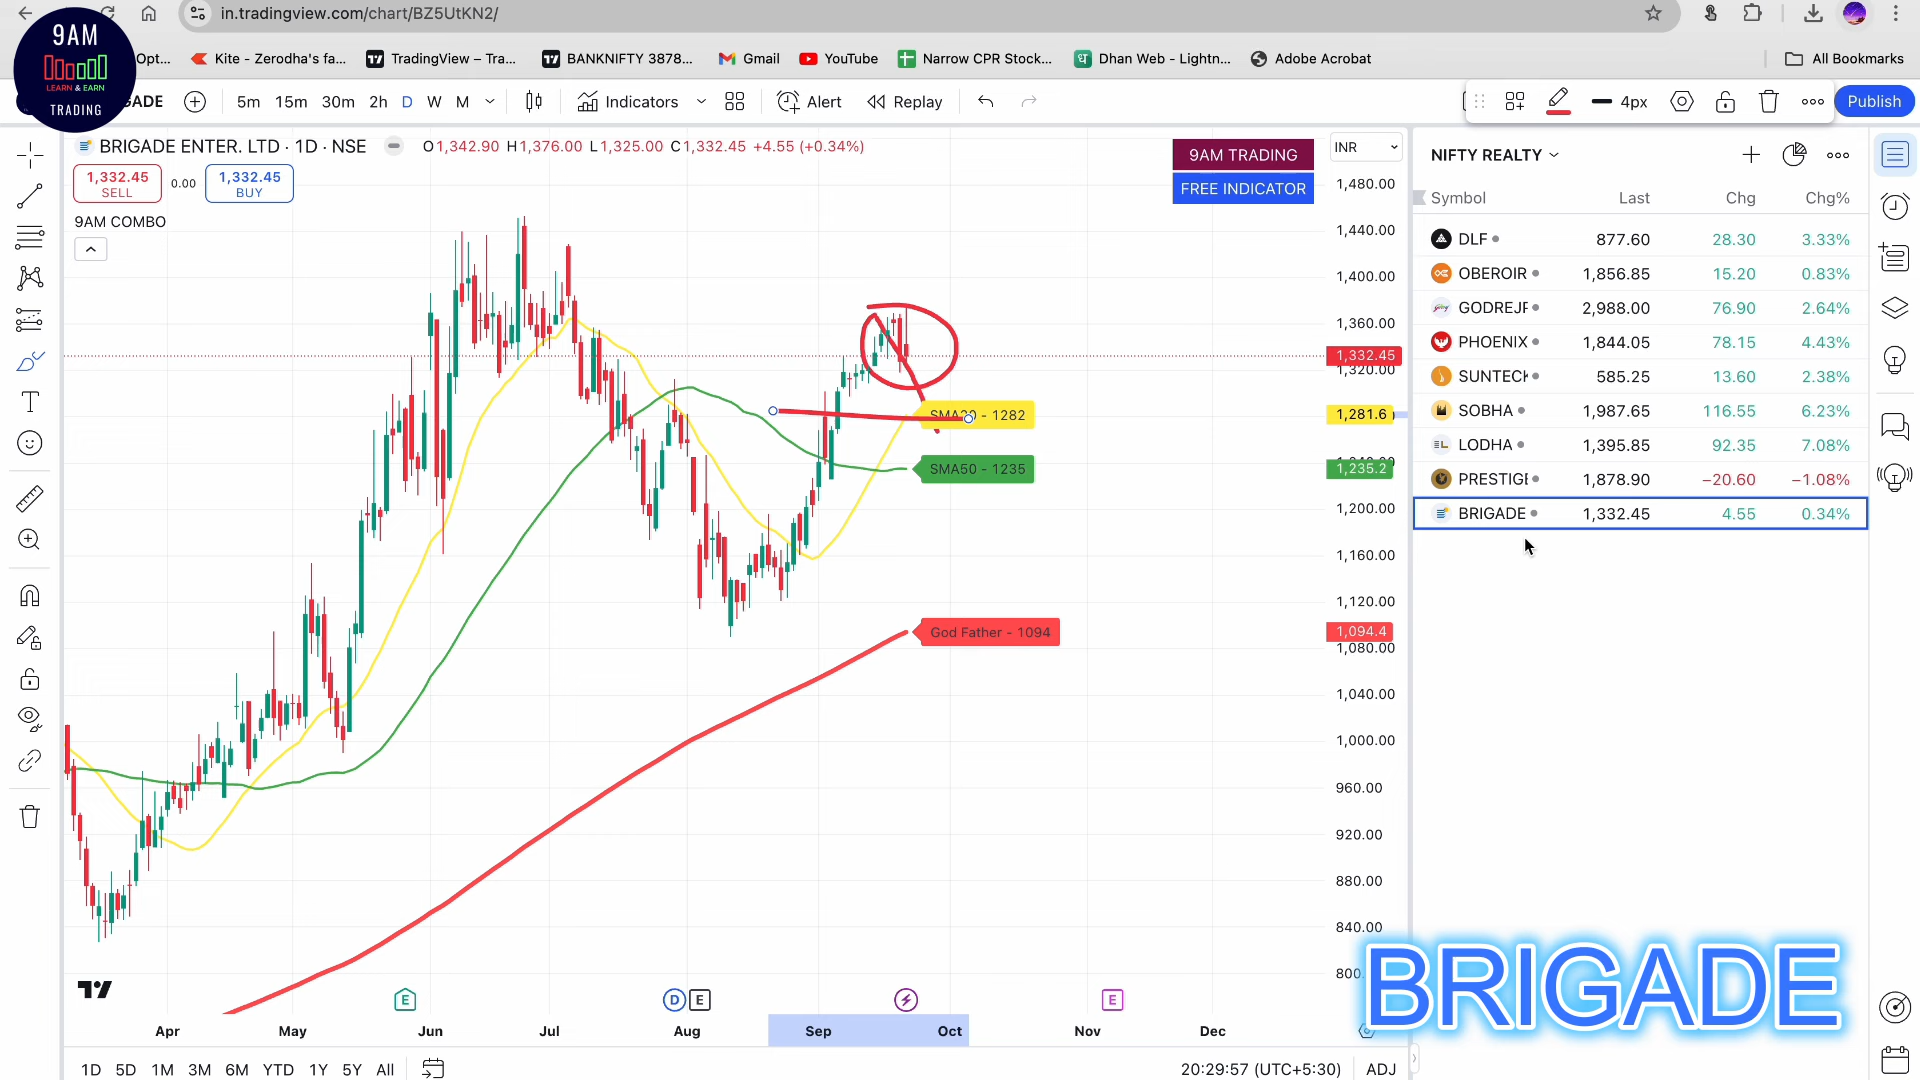 in.tradingview.com/chart/BZ5UtKN2/
9AM
LEARN & EARN
TRADING
Opt...
Kite - Zerodha's fa...
TradingView – Tra...
BANKNIFTY 3878...
Gmail
YouTube
Narrow CPR Stock...
Dhan Web - Lightn...
Adobe Acrobat
All Bookmarks
GADE
5m 15m 30m 2h D W M
Indicators
Alert
Replay
4px
Publish
BRIGADE ENTER. LTD · 1D · NSE
O1,342.90 H1,376.00 L1,325.00 C1,332.45 +4.55 (+0.34%)
1,332.45
SELL
0.00
1,332.45
BUY
9AM COMBO
9AM TRADING
FREE INDICATOR
INR
1,480.00
1,440.00
1,400.00
1,360.00
1,332.45
1,320.00
1,281.6
1,235.2
1,200.00
1,160.00
1,120.00
1,094.4
1,080.00
1,040.00
1,000.00
960.00
920.00
880.00
840.00
800.
SMA20 - 1282
SMA50 - 1235
God Father - 1094
NIFTY REALTY
Symbol Last Chg Chg%
DLF 877.60 28.30 3.33%
OBEROIR 1,856.85 15.20 0.83%
GODREJF 2,988.00 76.90 2.64%
PHOENIX 1,844.05 78.15 4.43%
SUNTECK 585.25 13.60 2.38%
SOBHA 1,987.65 116.55 6.23%
LODHA 1,395.85 92.35 7.08%
PRESTIGE 1,878.90 −20.60 −1.08%
BRIGADE 1,332.45 4.55 0.34%
E D E E
Apr May Jun Jul Aug Sep Oct Nov Dec
1D 5D 1M 3M 6M YTD 1Y 5Y All
20:29:57 (UTC+5:30) ADJ
BRIGADE